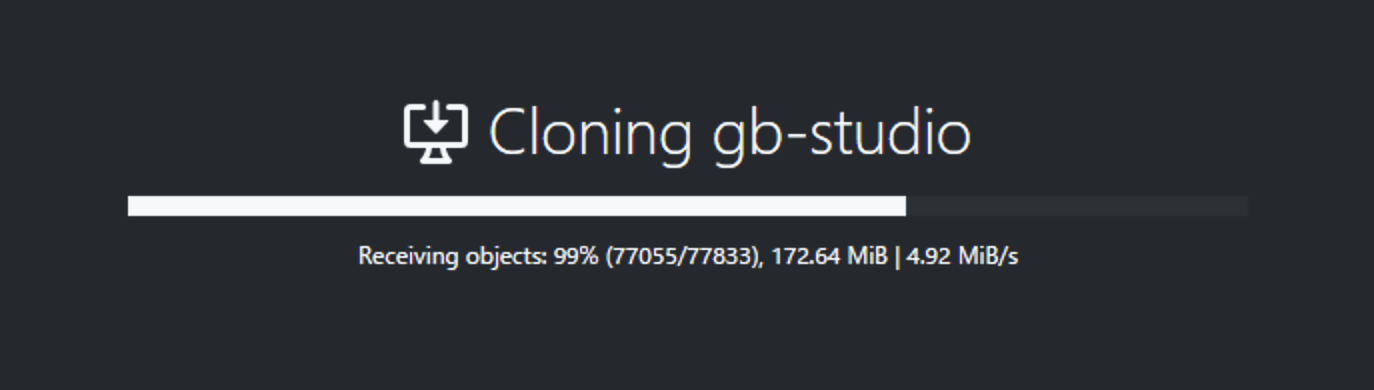 Cloning gb-studio
Receiving objects: 99% (77055/77833), 172.64 MiB | 4.92 MiB/s